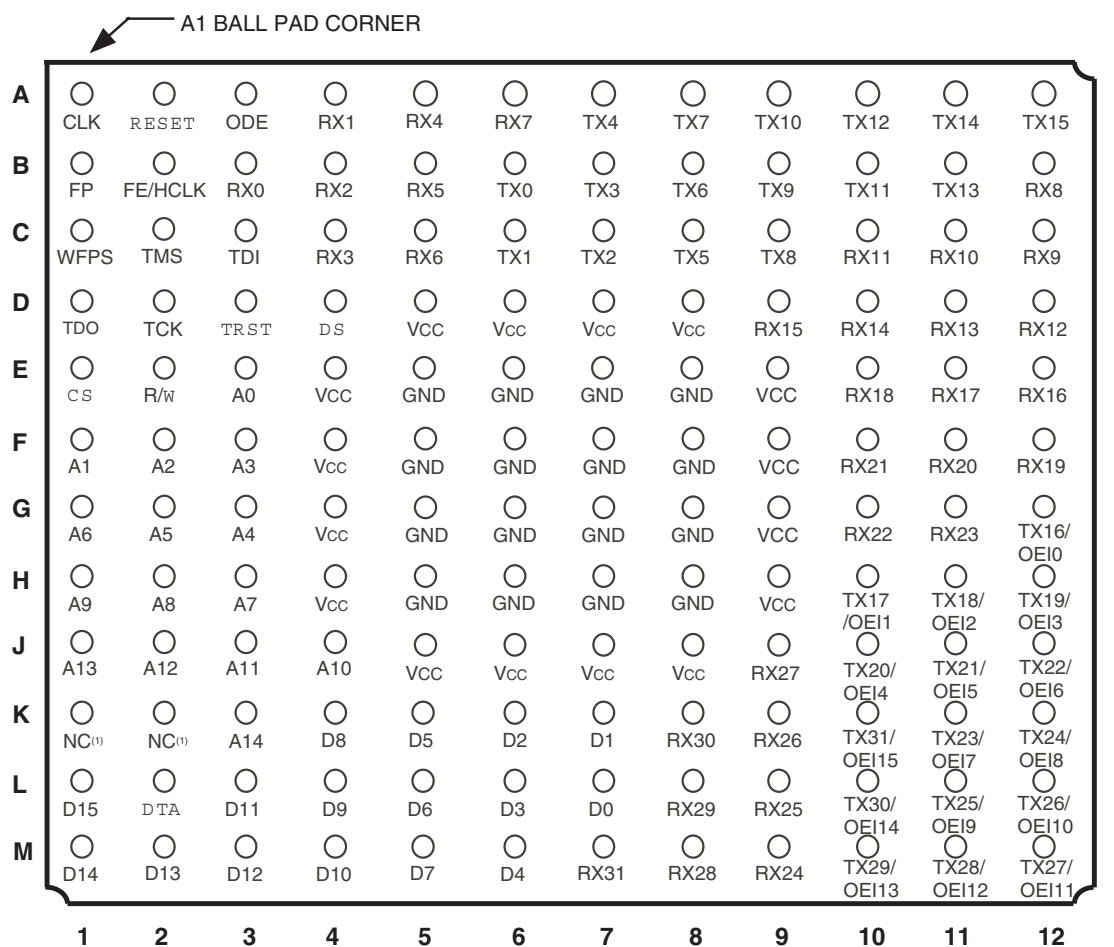 A1 BALL PAD CORNER
A
CLK RESET ODE RX1 RX4 RX7 TX4 TX7 TX10 TX12 TX14 TX15
B
FP FE/HCLK RX0 RX2 RX5 TX0 TX3 TX6 TX9 TX11 TX13 RX8
C
WFPS TMS TDI RX3 RX6 TX1 TX2 TX5 TX8 RX11 RX10 RX9
D
TDO TCK TRST DS VCC VCC VCC VCC RX15 RX14 RX13 RX12
E
CS R/W A0 VCC GND GND GND GND VCC RX18 RX17 RX16
F
A1 A2 A3 VCC GND GND GND GND VCC RX21 RX20 RX19
G
A6 A5 A4 VCC GND GND GND GND VCC RX22 RX23 TX16/
OEI0
H
A9 A8 A7 VCC GND GND GND GND VCC TX17 TX18/ TX19/
/OEI1 OEI2 OEI3
J
A13 A12 A11 A10 VCC VCC VCC VCC RX27 TX20/ TX21/ TX22/
OEI4 OEI5 OEI6
K
NC(1) NC(1) A14 D8 D5 D2 D1 RX30 RX26 TX31/ TX23/ TX24/
OEI15 OEI7 OEI8
L
D15 DTA D11 D9 D6 D3 D0 RX29 RX25 TX30/ TX25/ TX26/
OEI14 OEI9 OEI10
M
D14 D13 D12 D10 D7 D4 RX31 RX28 RX24 TX29/ TX28/ TX27/
OEI13 OEI12 OEI11
1 2 3 4 5 6 7 8 9 10 11 12